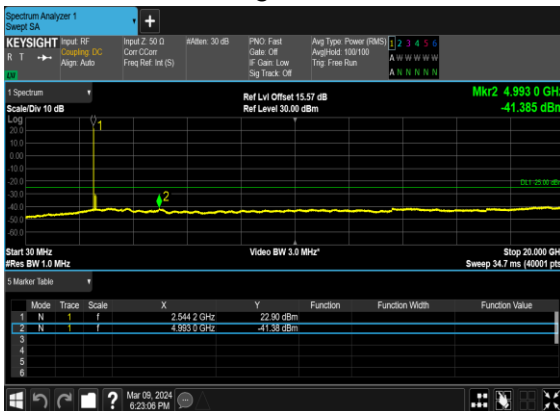 Spectrum Analyzer 1
Swept SA
KEYSIGHT Input: RF Input Z: 50 Ω #Atten: 30 dB PNO: Fast Avg Type: Power (RMS) 1 2 3 4 5 6
R T Coupling: DC Corr CCorr Gate: Off Avg|Hold: 100/100 A W W W W W
Align: Auto Freq Ref: Int (S) IF Gain: Low Trig: Free Run
Sig Track: Off A N N N N N
1 Spectrum Ref Lvl Offset 15.57 dB Mkr2 4.993 0 GHz
Scale/Div 10 dB Ref Level 30.00 dBm -41.385 dBm
Log
20.0 1
10.0
0.00
-10.0
-20.0 DL1 -25.00 dBm
-30.0
-40.0 2
-50.0
-60.0
Start 30 MHz Video BW 3.0 MHz* Stop 20.000 GHz
#Res BW 1.0 MHz Sweep 34.7 ms (40001 pts
5 Marker Table
Mode Trace Scale X Y Function Function Width Function Value
1 N 1 f 2.544 2 GHz 22.90 dBm
2 N 1 f 4.993 0 GHz -41.38 dBm
3
4
5
6
? Mar 09, 2024
6:23:06 PM